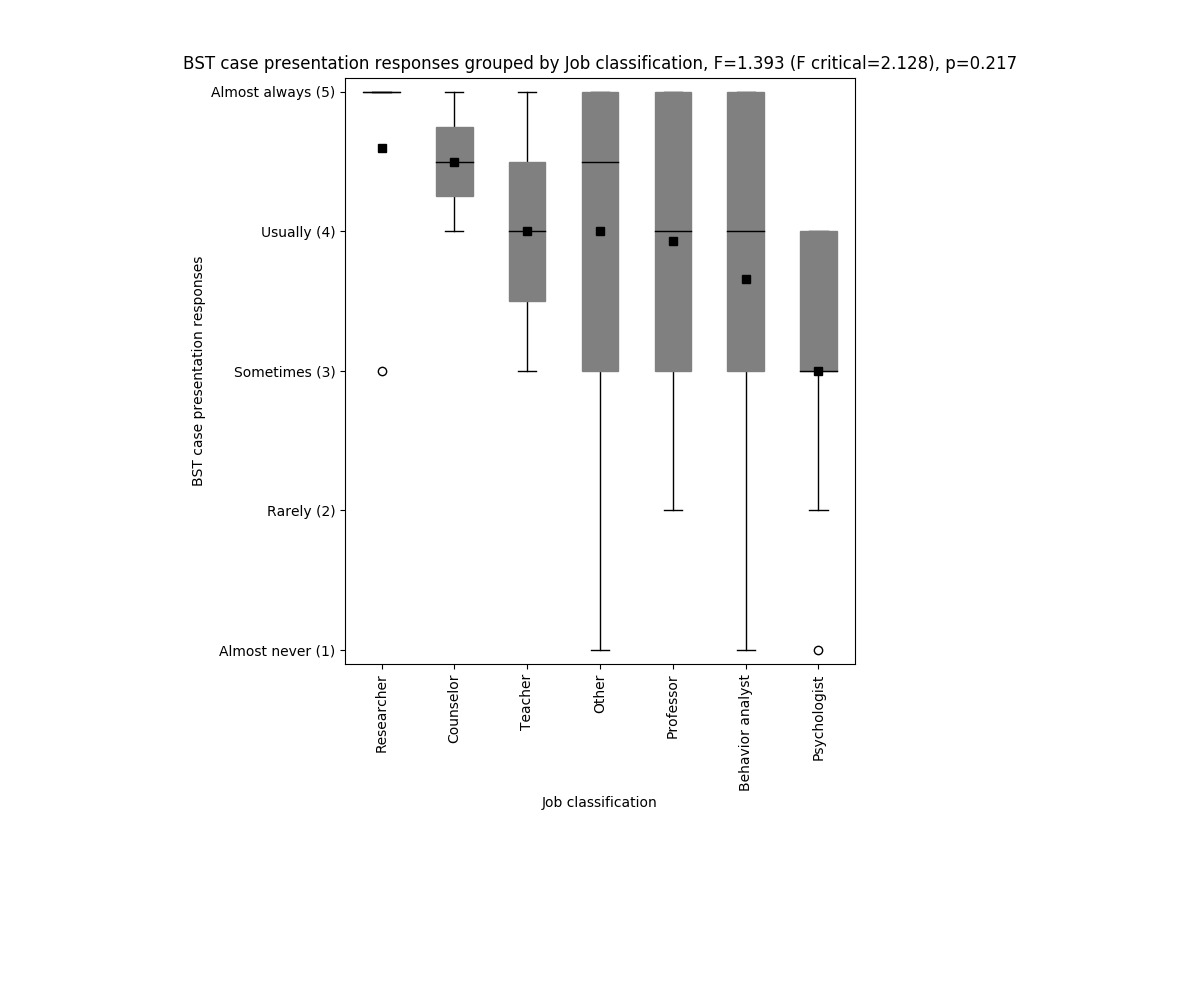 BST case presentation responses grouped by Job classification, F=1.393 (F critical=2.128), p=0.217
Almost always (5)
Usually (4)
Sometimes (3)
Rarely (2)
Almost never (1)
BST case presentation responses
Researcher
Counselor
Teacher
Other
Professor
Behavior analyst
Psychologist
Job classification